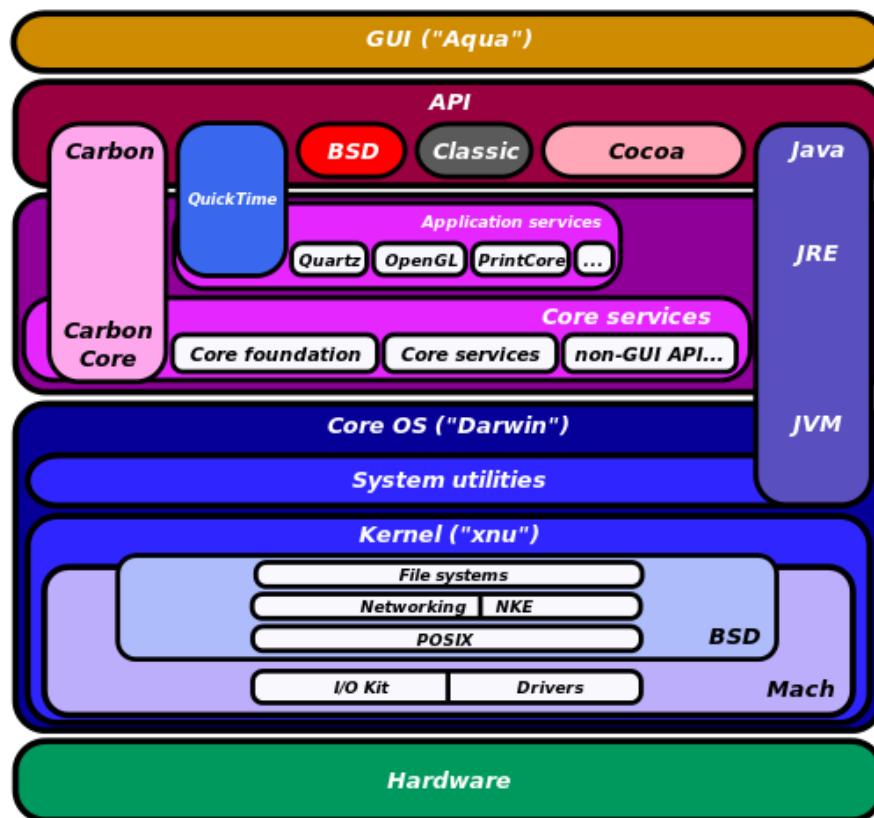 GUI ("Aqua")
API
Carbon
QuickTime
BSD
Classic
Cocoa
Java
Application services
Quartz
OpenGL
PrintCore
...
JRE
Carbon
Core
Core services
Core foundation
Core services
non-GUI API...
Core OS ("Darwin")
JVM
System utilities
Kernel ("xnu")
File systems
Networking
NKE
POSIX
BSD
I/O Kit
Drivers
Mach
Hardware